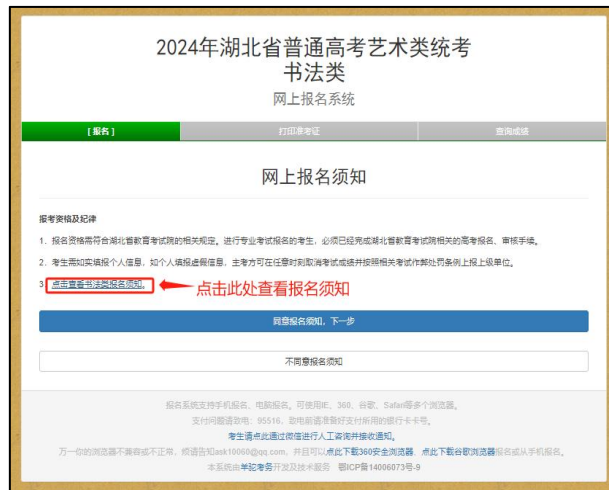 2024年湖北省普通高考艺术类统考
书法类
网上报名系统
[ 报名 ]
打印准考证
查询成绩
网上报名须知
报考资格及纪律
1、报名资格需符合湖北省教育考试院的相关规定。进行专业考试报名的考生，必须已经完成湖北省教育考试院相关的高考报名、审核手续。
2、考生需如实填报个人信息，如个人填报虚假信息，主考方可在任意时刻取消考试成绩并按照相关考试作弊处罚条例上报上级单位。
3、点击查看书法类报名须知。
点击此处查看报名须知
同意报名须知，下一步
不同意报名须知
报名系统支持手机报名、电脑报名。可使用IE、360、谷歌、Safari等多个浏览器。
支付问题请致电：95516，致电前请准备好支付所用的银行卡卡号。
考生请点此通过微信进行人工咨询并接收通知。
万一你的浏览器不兼容或不正常，烦请告知ask10060@qq.com，并且可以点此下载360安全浏览器、点此下载谷歌浏览器报名或从手机报名。
本系统由羊驼考务开发及技术服务 鄂ICP备14006073号-9